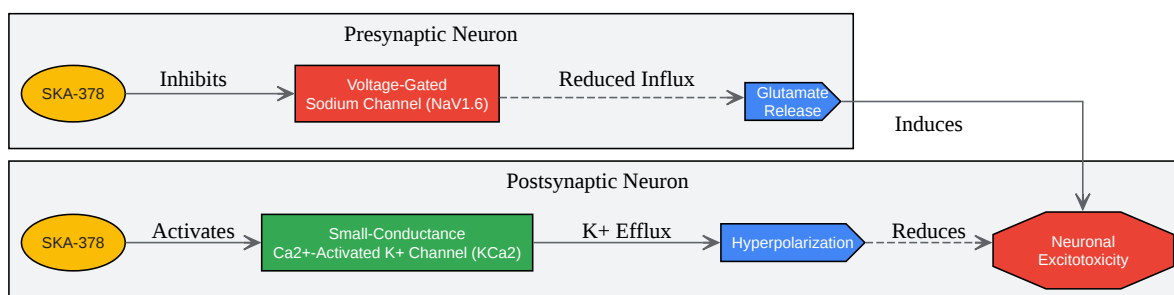 Presynaptic Neuron
SKA-378
Inhibits
Voltage-Gated
Sodium Channel (NaV1.6)
Reduced Influx
Glutamate
Release
Induces
Postsynaptic Neuron
SKA-378
Activates
Small-Conductance
Ca2+-Activated K+ Channel (KCa2)
K+ Efflux
Hyperpolarization
Reduces
Neuronal
Excitotoxicity